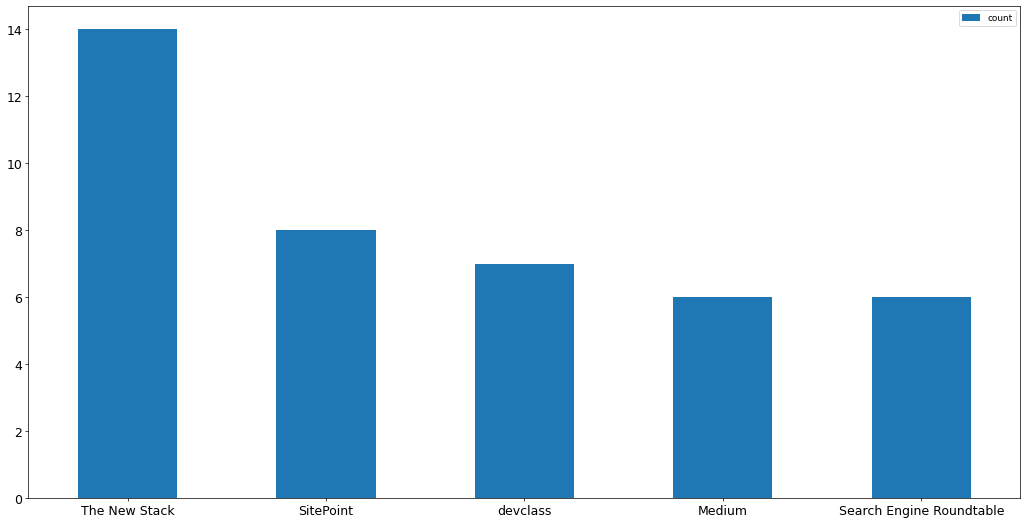 count
14
12
10
8
6
4
2
0
The New Stack
SitePoint
devclass
Medium
Search Engine Roundtable